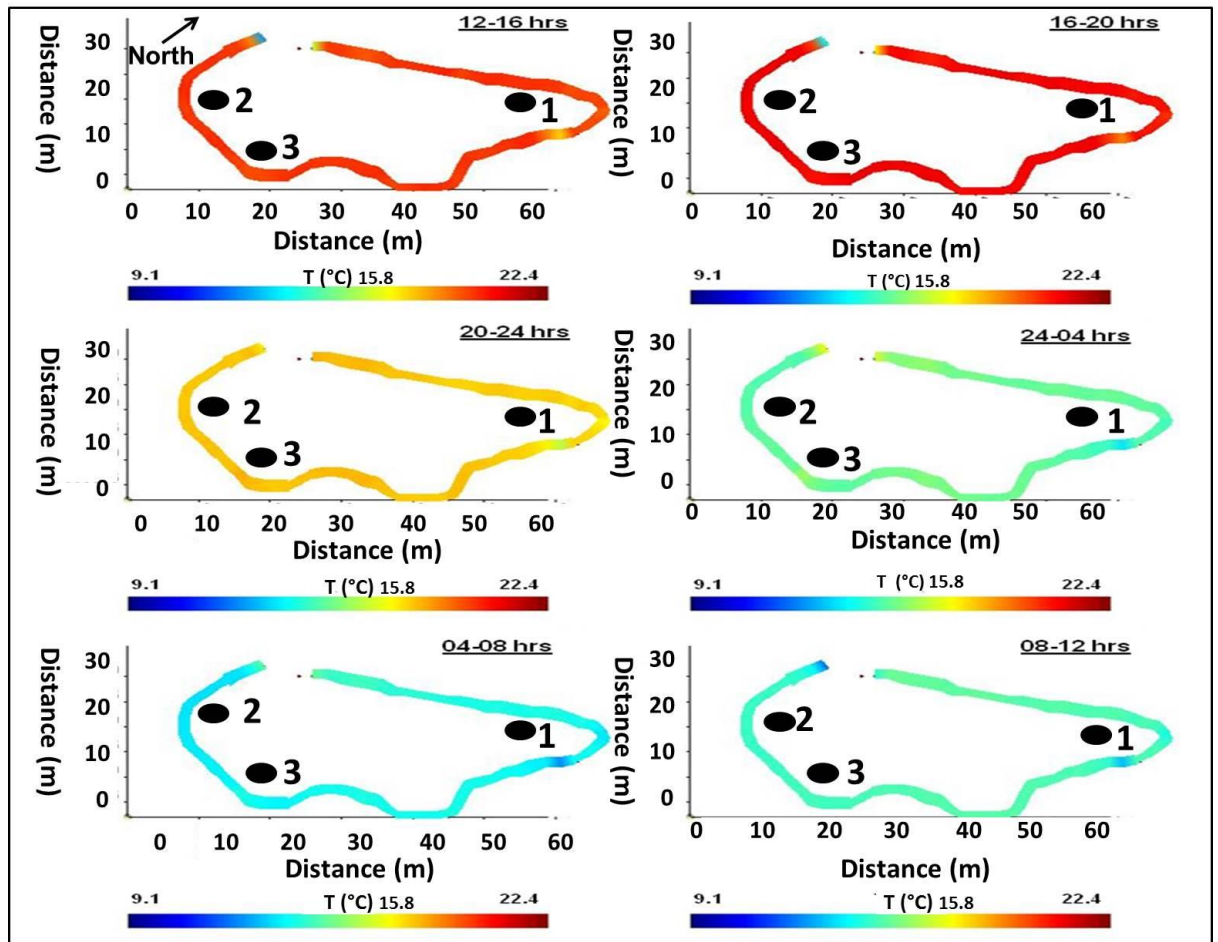 12-16 hrs
North
Distance (m)
30
20
10
0
2
1
3
0 10 20 30 40 50 60
Distance (m)
9.1 T (°C) 15.8 22.4
16-20 hrs
Distance (m)
30
20
10
0
2
1
3
0 10 20 30 40 50 60
Distance (m)
9.1 T (°C) 15.8 22.4
20-24 hrs
Distance (m)
30
20
10
0
2
1
3
0 10 20 30 40 50 60
Distance (m)
9.1 T (°C) 15.8 22.4
24-04 hrs
Distance (m)
30
20
10
0
2
1
3
0 10 20 30 40 50 60
Distance (m)
9.1 T (°C) 15.8 22.4
04-08 hrs
Distance (m)
30
20
10
0
2
1
3
0 20 30 40 50 60
Distance (m)
9.1 T (°C) 15.8 22.4
08-12 hrs
Distance (m)
30
20
10
0
2
1
3
0 10 20 30 40 50 60
Distance (m)
9.1 T (°C) 15.8 22.4